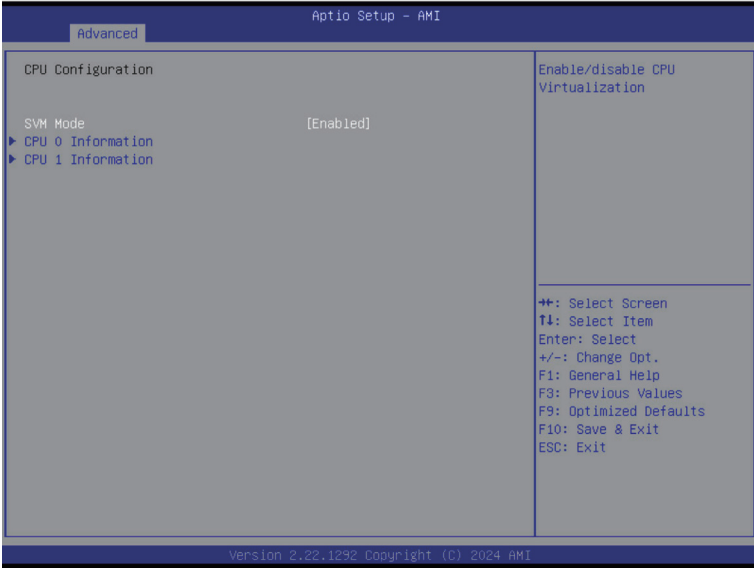 Aptio Setup – AMI
Advanced
CPU Configuration
SVM Mode [Enabled]
CPU 0 Information
CPU 1 Information
Enable/disable CPU
Virtualization
→←: Select Screen
↑↓: Select Item
Enter: Select
+/-: Change Opt.
F1: General Help
F3: Previous Values
F9: Optimized Defaults
F10: Save & Exit
ESC: Exit
Version 2.22.1292 Copyright (C) 2024 AMI